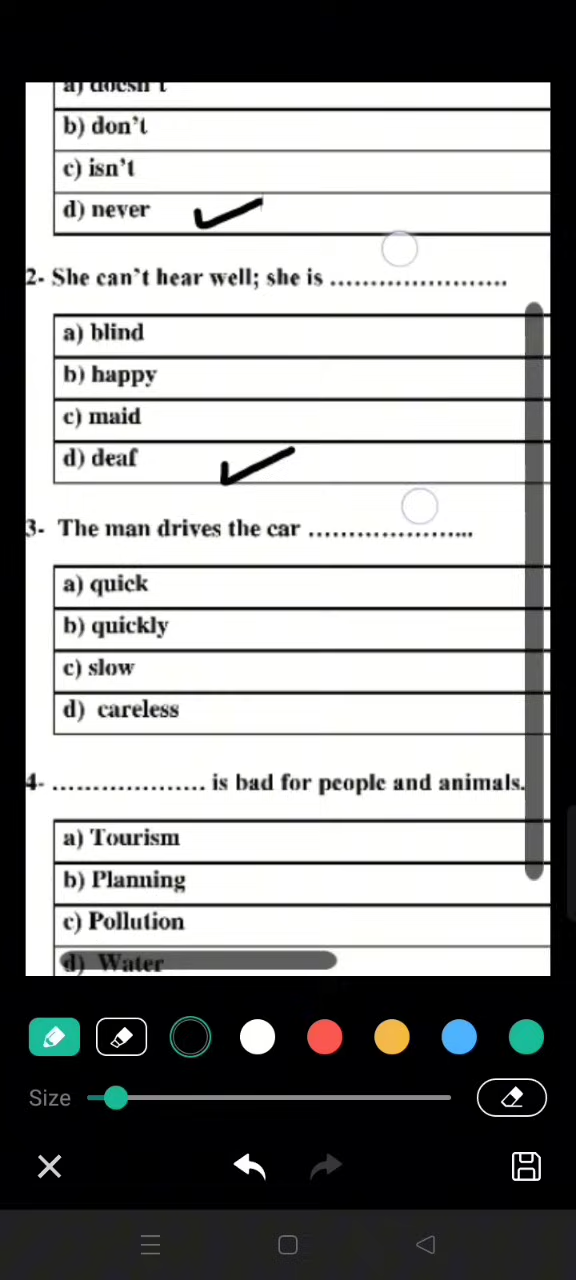 a) doesn't
b) don't
c) isn't
d) never
2- She can't hear well; she is .......................
a) blind
b) happy
c) maid
d) deaf
3- The man drives the car .....................
a) quick
b) quickly
c) slow
d) careless
4- ................... is bad for people and animals.
a) Tourism
b) Planning
c) Pollution
d) Water
Size